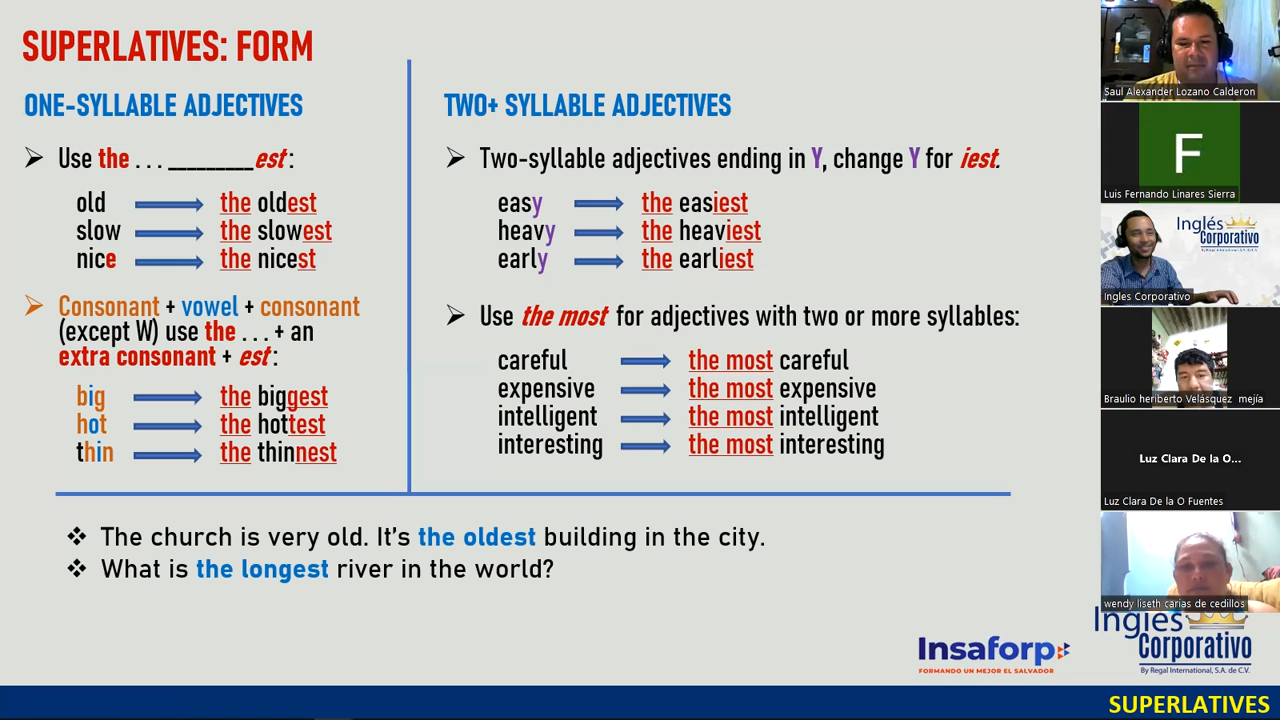 SUPERLATIVES: FORM
ONE-SYLLABLE ADJECTIVES
Use the . . . _________est:
old the oldest
slow the slowest
nice the nicest
Consonant + vowel + consonant
(except W) use the . . . + an
extra consonant + est:
big the biggest
hot the hottest
thin the thinnest
TWO+ SYLLABLE ADJECTIVES
Two-syllable adjectives ending in Y, change Y for iest.
easy the easiest
heavy the heaviest
early the earliest
Use the most for adjectives with two or more syllables:
careful the most careful
expensive the most expensive
intelligent the most intelligent
interesting the most interesting
The church is very old. It's the oldest building in the city.
What is the longest river in the world?
Insaforp
FORMANDO UN MEJOR EL SALVADOR
Inglés
Corporativo
By Regal International, S.A. de C.V.
SUPERLATIVES
Saul Alexander Lozano Calderon
F
Luis Fernando Linares Sierra
Inglés
Corporativo
By Regal International, S.A. de C.V.
Ingles Corporativo
Braulio heriberto Velásquez mejía
Luz Clara De la O...
Luz Clara De la O Fuentes
wendy liseth carias de cedillos